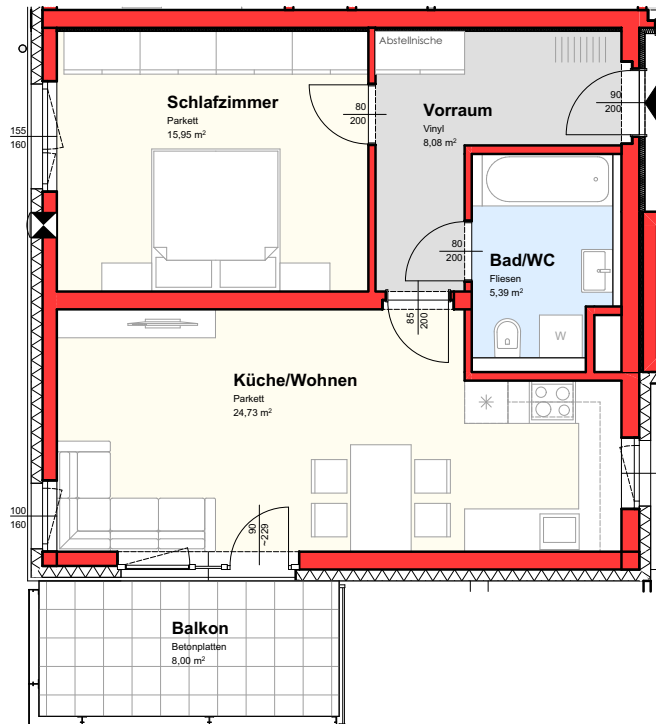 Abstellnische
Schlafzimmer
Parkett
15,95 m²
80
200
Vorraum
Vinyl
8,08 m²
90
200
155
160
80
200
Bad/WC
Fliesen
5,39 m²
85
200
W
Küche/Wohnen
Parkett
24,73 m²
100
160
90
~229
Balkon
Betonplatten
8,00 m²